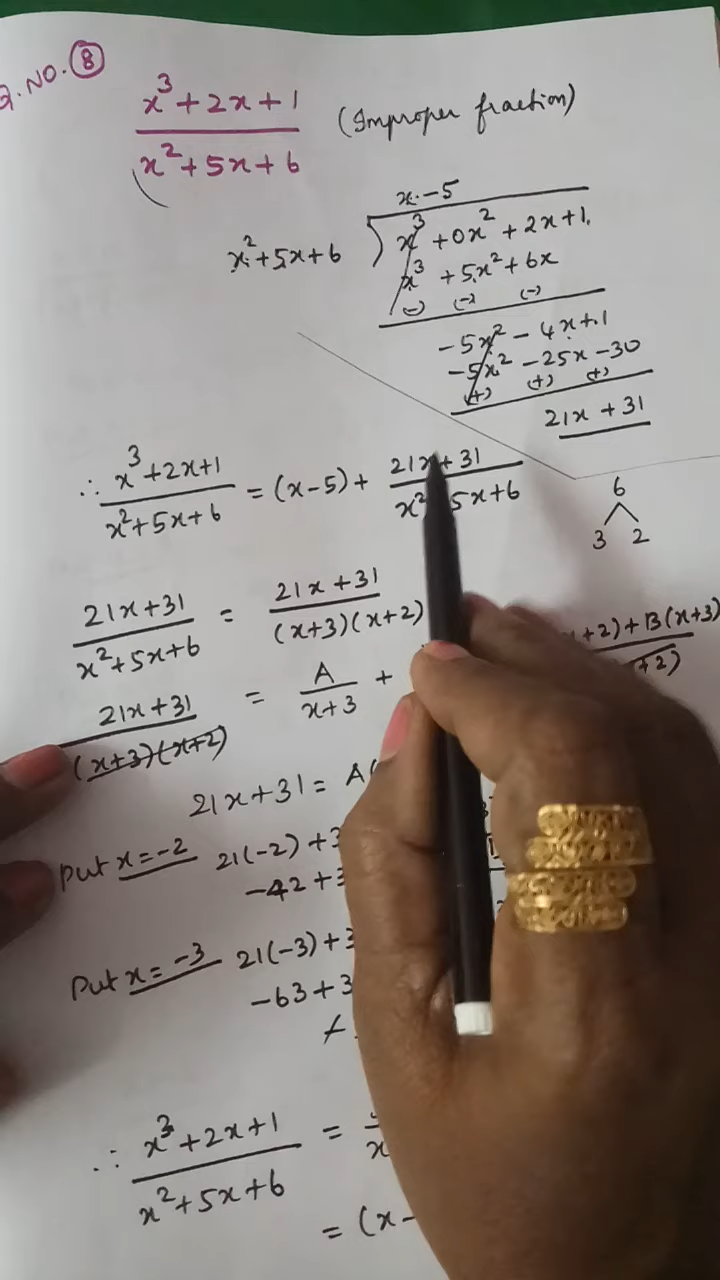 Q.NO. 8
x³+2x+1 / x²+5x+6 (Improper fraction)
x-5
x²+5x+6 ) x³+0x²+2x+1
x³+5x²+6x
(-) (-) (-)
-5x²-4x+1
-5x²-25x-30
(+) (+) (+)
21x+31
∴ x³+2x+1 / x²+5x+6 = (x-5) + 21x+31 / x² 5x+6
6
3 2
21x+31 / x²+5x+6 = 21x+31 / (x+3)(x+2)
21x+31 / (x+3)(x+2) = A / x+3 + x+2)+B(x+3) / +2)
21x+31 = A(
Put x=-2 21(-2)+3
-42+3
Put x=-3 21(-3)+3
-63+3
∴ x³+2x+1 / x²+5x+6 = x
= (x-